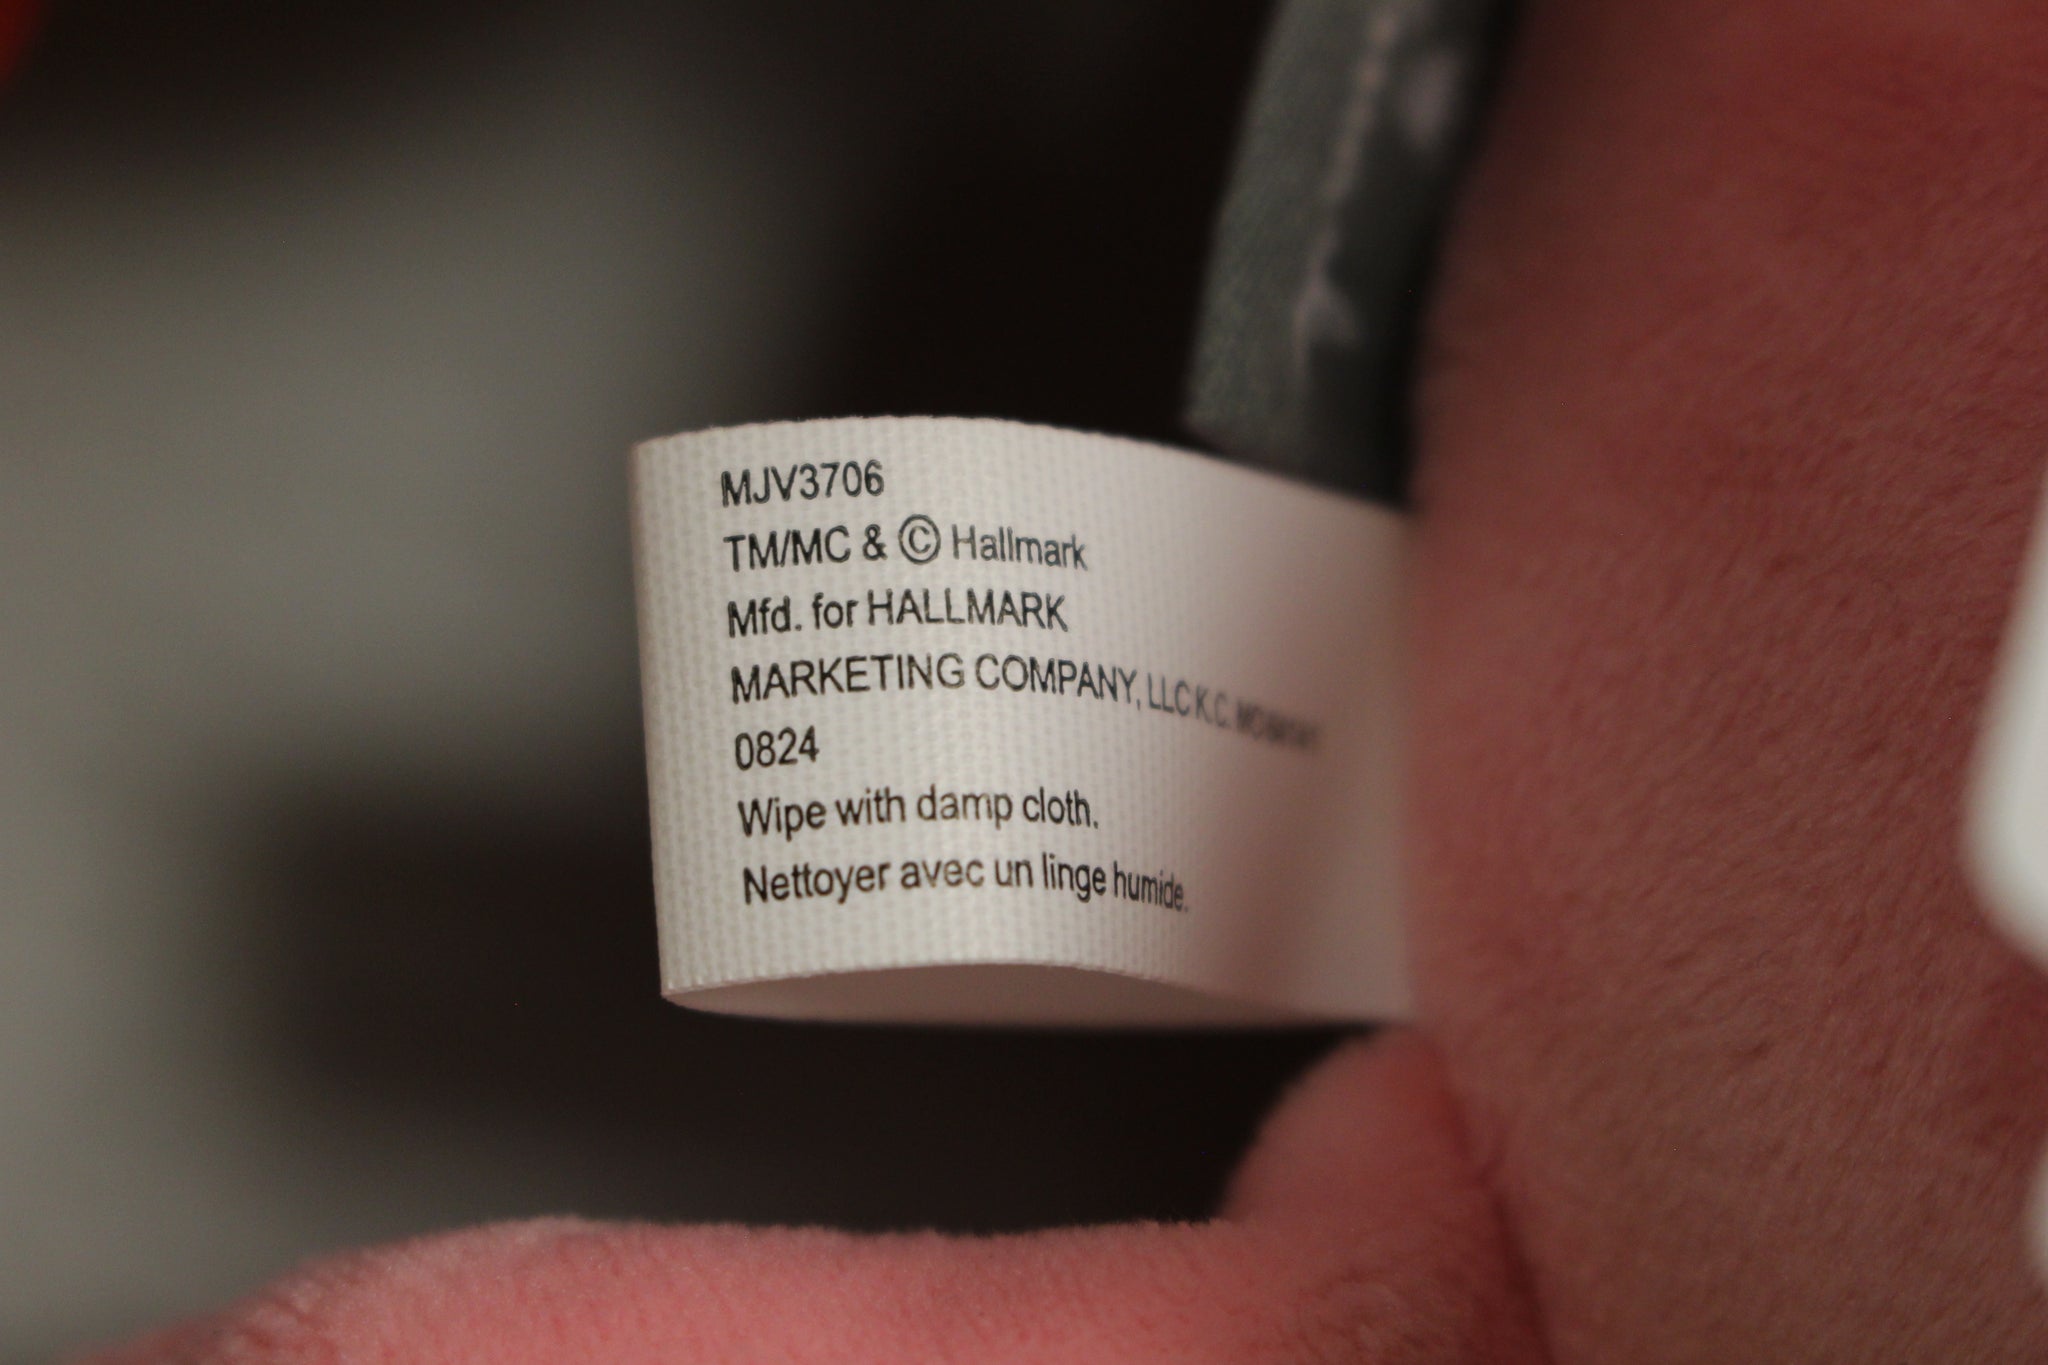 MJV3706
TM/MC & © Hallmark
Mfd. for HALLMARK
MARKETING COMPANY, LLC K.C. MO
0824
Wipe with damp cloth.
Nettoyer avec un linge humide.